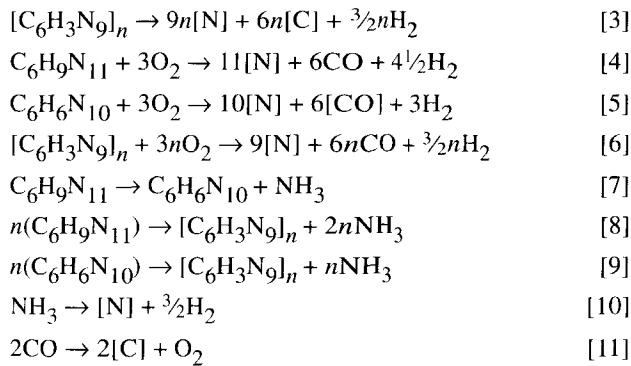 [C₆H₃N₉]ₙ → 9n[N] + 6n[C] + ³⁄₂nH₂ [3]
C₆H₉N₁₁ + 3O₂ → 11[N] + 6CO + 4½H₂ [4]
C₆H₆N₁₀ + 3O₂ → 10[N] + 6[CO] + 3H₂ [5]
[C₆H₃N₉]ₙ + 3nO₂ → 9[N] + 6nCO + ³⁄₂nH₂ [6]
C₆H₉N₁₁ → C₆H₆N₁₀ + NH₃ [7]
n(C₆H₉N₁₁) → [C₆H₃N₉]ₙ + 2nNH₃ [8]
n(C₆H₆N₁₀) → [C₆H₃N₉]ₙ + nNH₃ [9]
NH₃ → [N] + ³⁄₂H₂ [10]
2CO → 2[C] + O₂ [11]